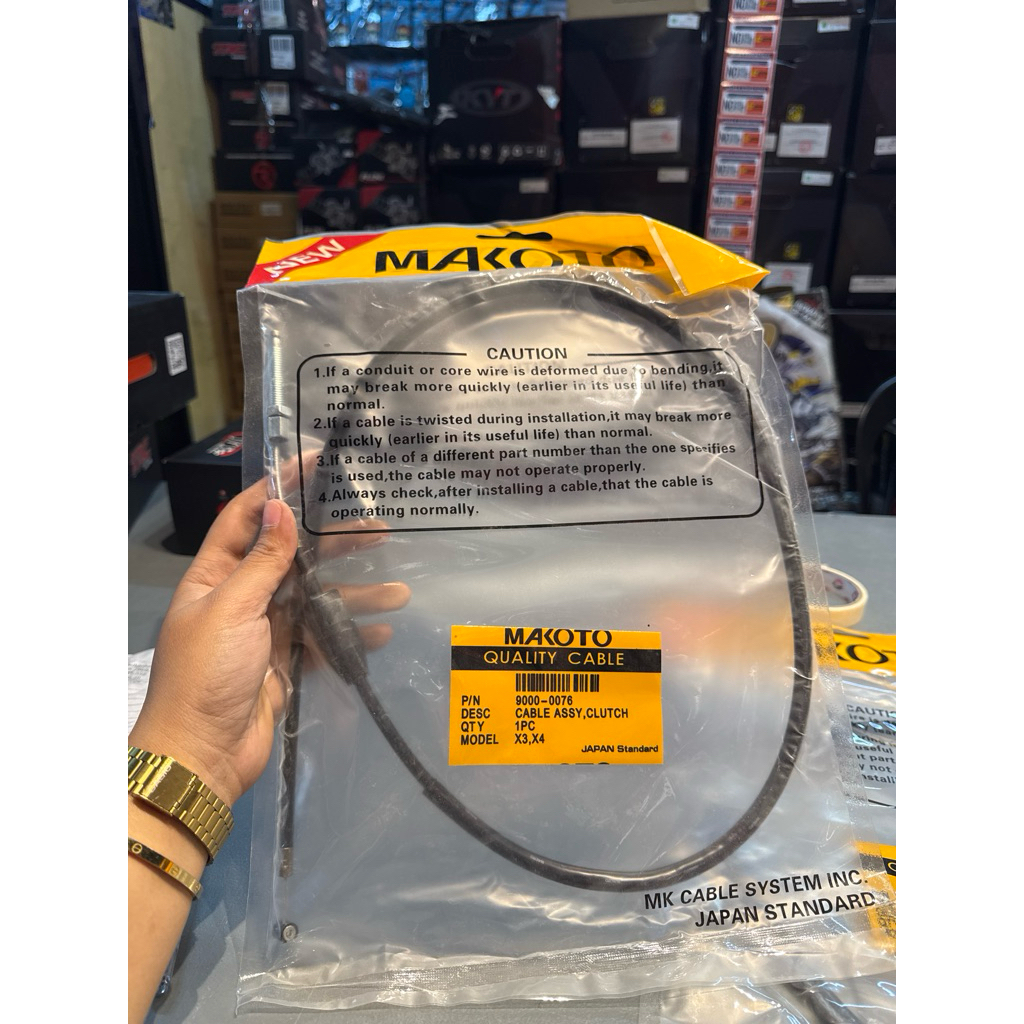 KYT
NEW
MAKOTO
CAUTION
1.If a conduit or core wire is deformed due to bending,it
may break more quickly (earlier in its useful life) than
normal.
2.If a cable is twisted during installation,it may break more
quickly (earlier in its useful life) than normal.
3.If a cable of a different part number than the one specifies
is used,the cable may not operate properly.
4.Always check,after installing a cable,that the cable is
operating normally.
MAKOTO
QUALITY CABLE
P/N 9000-0076
DESC CABLE ASSY,CLUTCH
QTY 1PC
MODEL X3,X4
JAPAN Standard
MK CABLE SYSTEM INC.
JAPAN STANDARD